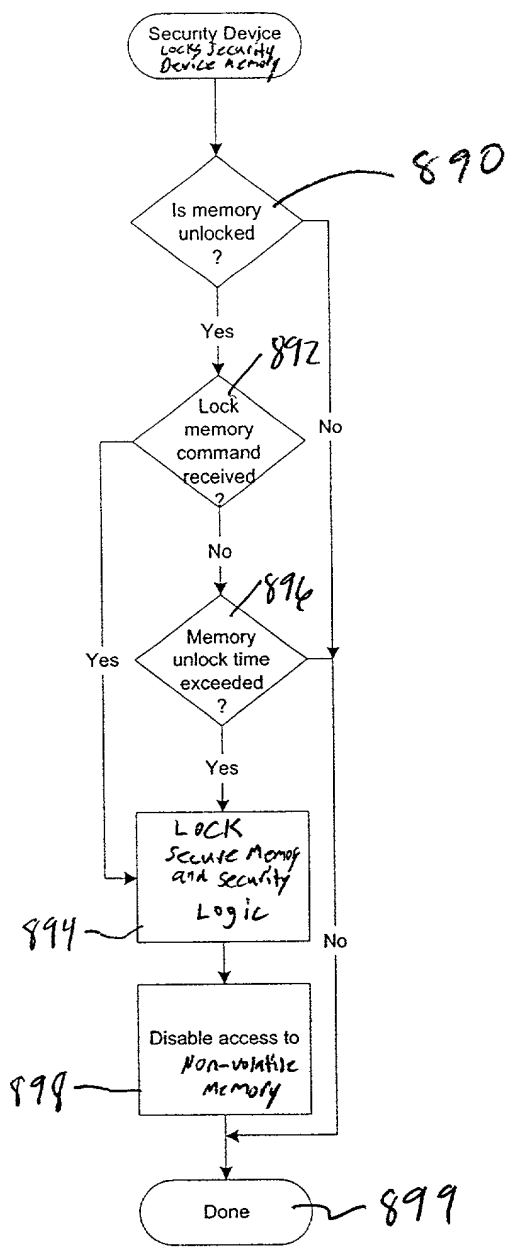 Security Device
Locks Security
Device Memory
890
Is memory
unlocked
?
Yes
892
Lock
memory
command
received
?
No
No
896
Memory
unlock time
exceeded
?
Yes
Yes
LOCK
Secure Memory
and Security
Logic
894
No
Disable access to
Non-volatile
Memory
898
Done
899